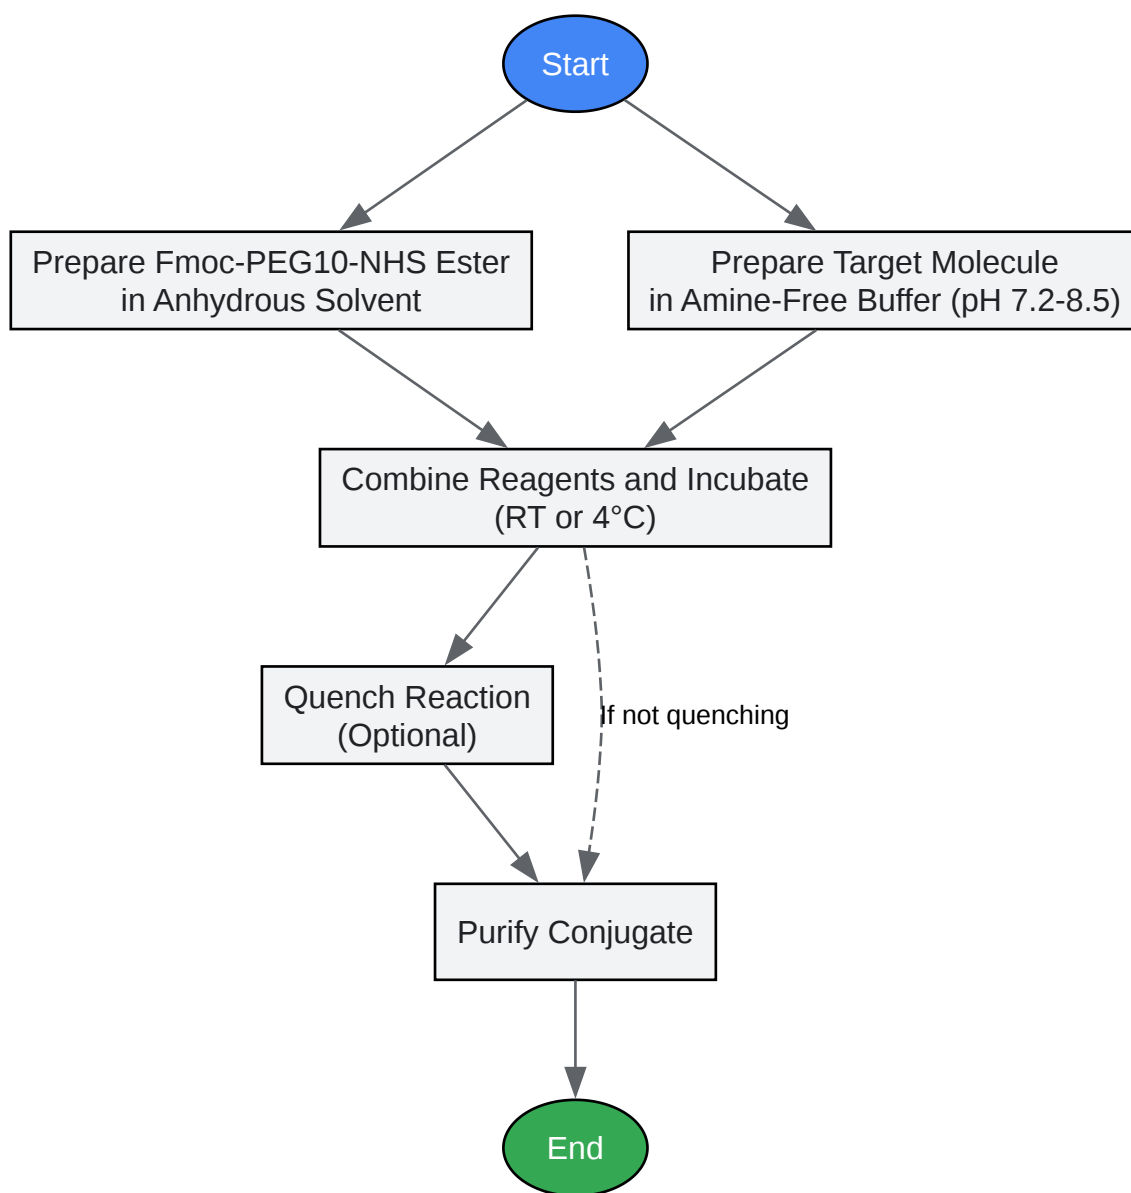 Start
Prepare Fmoc-PEG10-NHS Ester
in Anhydrous Solvent
Prepare Target Molecule
in Amine-Free Buffer (pH 7.2-8.5)
Combine Reagents and Incubate
(RT or 4°C)
Quench Reaction
(Optional)
If not quenching
Purify Conjugate
End